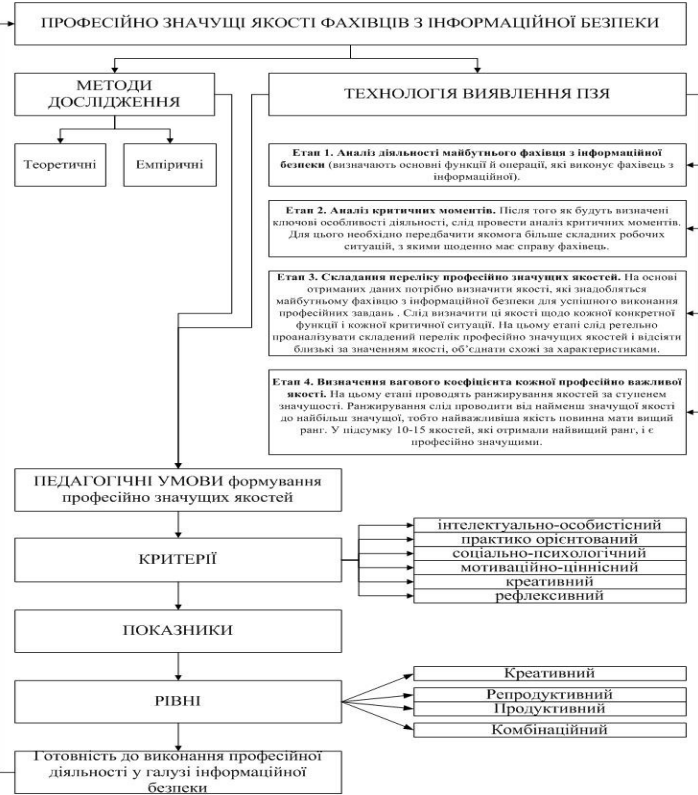 ПРОФЕСІЙНО ЗНАЧУЩІ ЯКОСТІ ФАХІВЦІВ З ІНФОРМАЦІЙНОЇ БЕЗПЕКИ
МЕТОДИ
ДОСЛІДЖЕННЯ
ТЕХНОЛОГІЯ ВИЯВЛЕННЯ ПЗЯ
Теоретичні
Емпіричні
Етап 1. Аналіз діяльності майбутнього фахівця з інформаційної
безпеки (визначають основні функції й операції, які виконує фахівець з
інформаційної).
Етап 2. Аналіз критичних моментів. Після того як будуть визначені
ключові особливості діяльності, слід провести аналіз критичних моментів.
Для цього необхідно передбачити якомога більше складних робочих
ситуацій, з якими щоденно має справу фахівець.
Етап 3. Складання переліку професійно значущих якостей. На основі
отриманих даних потрібно визначити якості, які знадобляться
майбутньому фахівцю з інформаційної безпеки для успішного виконання
професійних завдань . Слід визначити ці якості щодо кожної конкретної
функції і кожної критичної ситуації. На цьому етапі слід ретельно
проаналізувати складений перелік професійно значущих якостей і відсіяти
близькі за значенням якості, об’єднати схожі за характеристиками.
Етап 4. Визначення вагового коефіцієнта кожної професійно важливої
якості. На цьому етапі проводять ранжирування якостей за ступенем
значущості. Ранжирування слід проводити від найменш значущої якості
до найбільш значущої, тобто найважливіша якість повинна мати вищий
ранг. У підсумку 10-15 якостей, які отримали найвищий ранг, і є
професійно значущими.
ПЕДАГОГІЧНІ УМОВИ формування
професійно значущих якостей
КРИТЕРІЇ
інтелектуально-особистісний
практико орієнтований
соціально-психологічний
мотиваційно-ціннісний
креативний
рефлексивний
ПОКАЗНИКИ
РІВНІ
Креативний
Репродуктивний
Продуктивний
Комбінаційний
Готовність до виконання професійної
діяльності у галузі інформаційної
безпеки